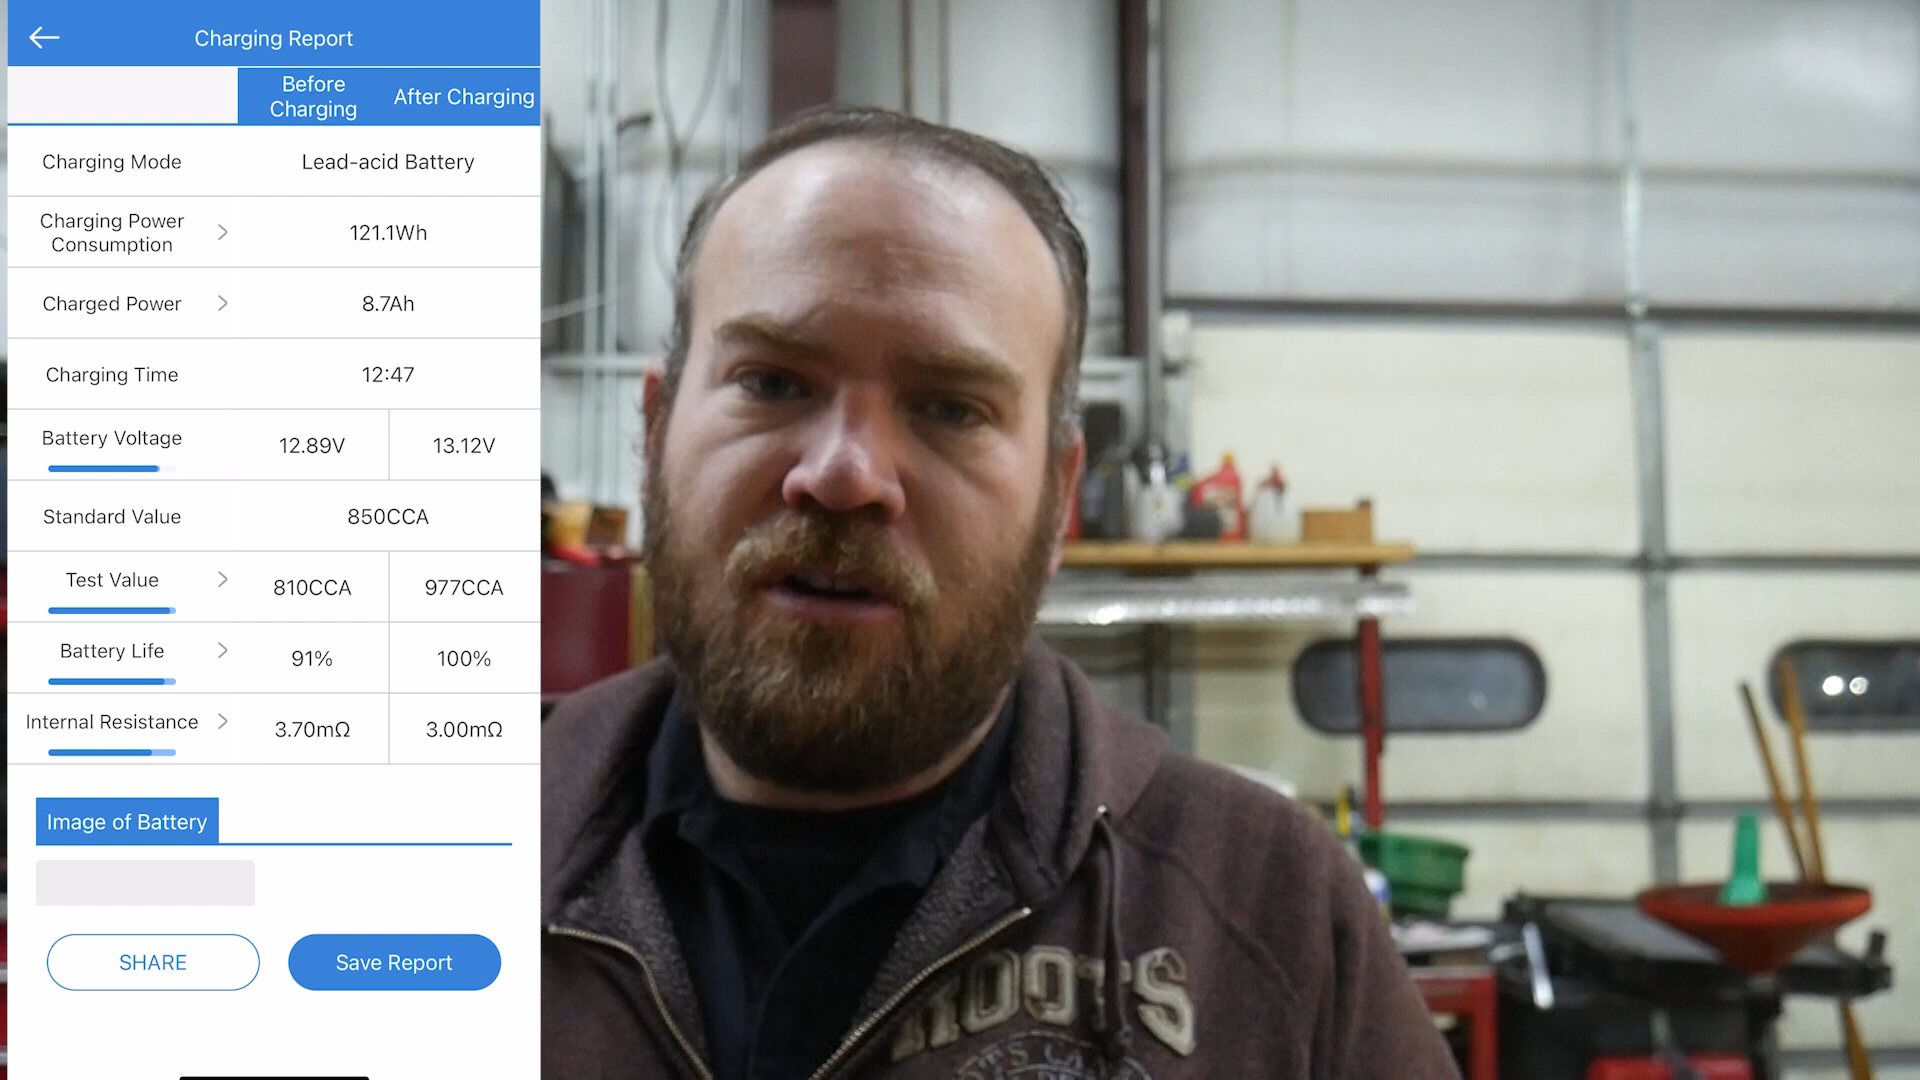 Charging Report
Before
Charging
After Charging
Charging Mode
Lead-acid Battery
Charging Power
Consumption
121.1Wh
Charged Power
8.7Ah
Charging Time
12:47
Battery Voltage
12.89V
13.12V
Standard Value
850CCA
Test Value
810CCA
977CCA
Battery Life
91%
100%
Internal Resistance
3.70mΩ
3.00mΩ
Image of Battery
SHARE
Save Report
ROOTS